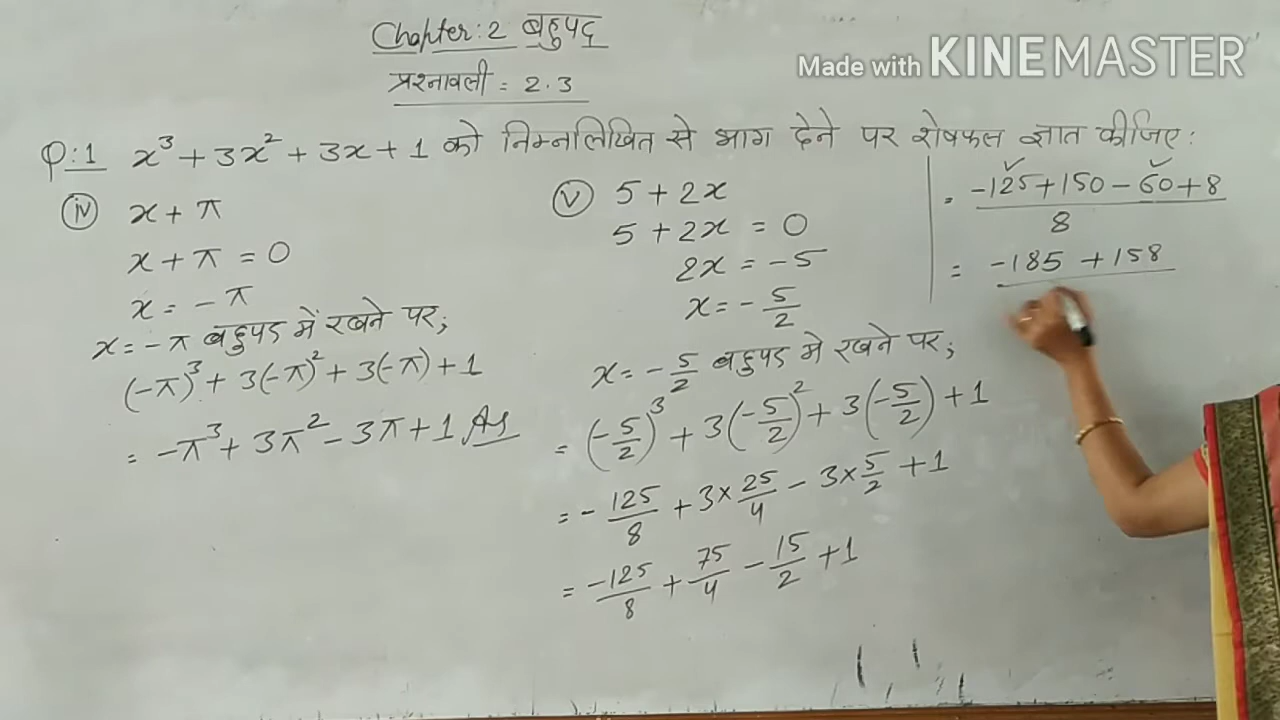 Chapter: 2 बहुपद
Made with KINEMASTER
प्रश्नावली = 2.3
Q:1 x³ + 3x² + 3x + 1 को निम्नलिखित से भाग देने पर शेषफल ज्ञात कीजिए:
(iv) x + π
x + π = 0
x = - π
x = - π बहुपद में रखने पर;
(-π)³ + 3(-π)² + 3(-π) + 1
= -π³ + 3π² - 3π + 1 Ans
(v) 5 + 2x
5 + 2x = 0
2x = -5
x = - 5/2
x = - 5/2 बहुपद मे रखने पर;
= (-5/2)³ + 3(-5/2)² + 3(-5/2) + 1
= - 125/8 + 3×25/4 - 3×5/2 + 1
= -125/8 + 75/4 - 15/2 + 1
= -125+150-60+8/8
= -185 + 158